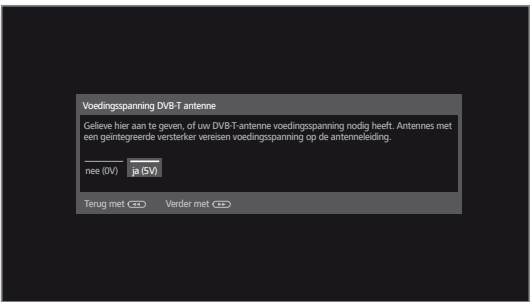 Voedingsspanning DVB-T antenne
Gelieve hier aan te geven, of uw DVB-T-antenne voedingsspanning nodig heeft. Antennes met
een geïntegreerde versterker vereisen voedingsspanning op de antenneleiding.
nee (0V) ja (5V)
Terug met ◄◄ Verder met ►►